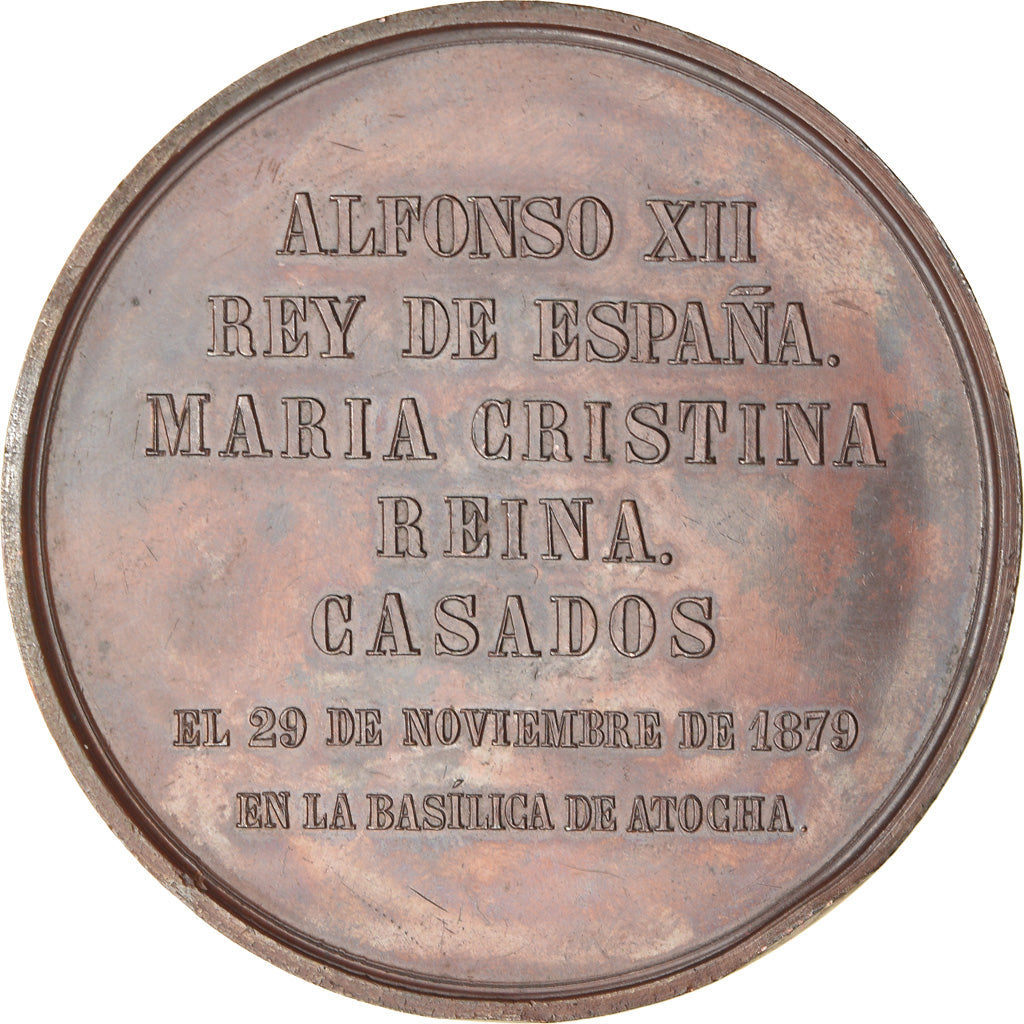 ALFONSO XII
REY DE ESPAÑA.
MARIA CRISTINA
REINA.
CASADOS
EL 29 DE NOVIEMBRE DE 1879
EN LA BASÍLICA DE ATOCHA.